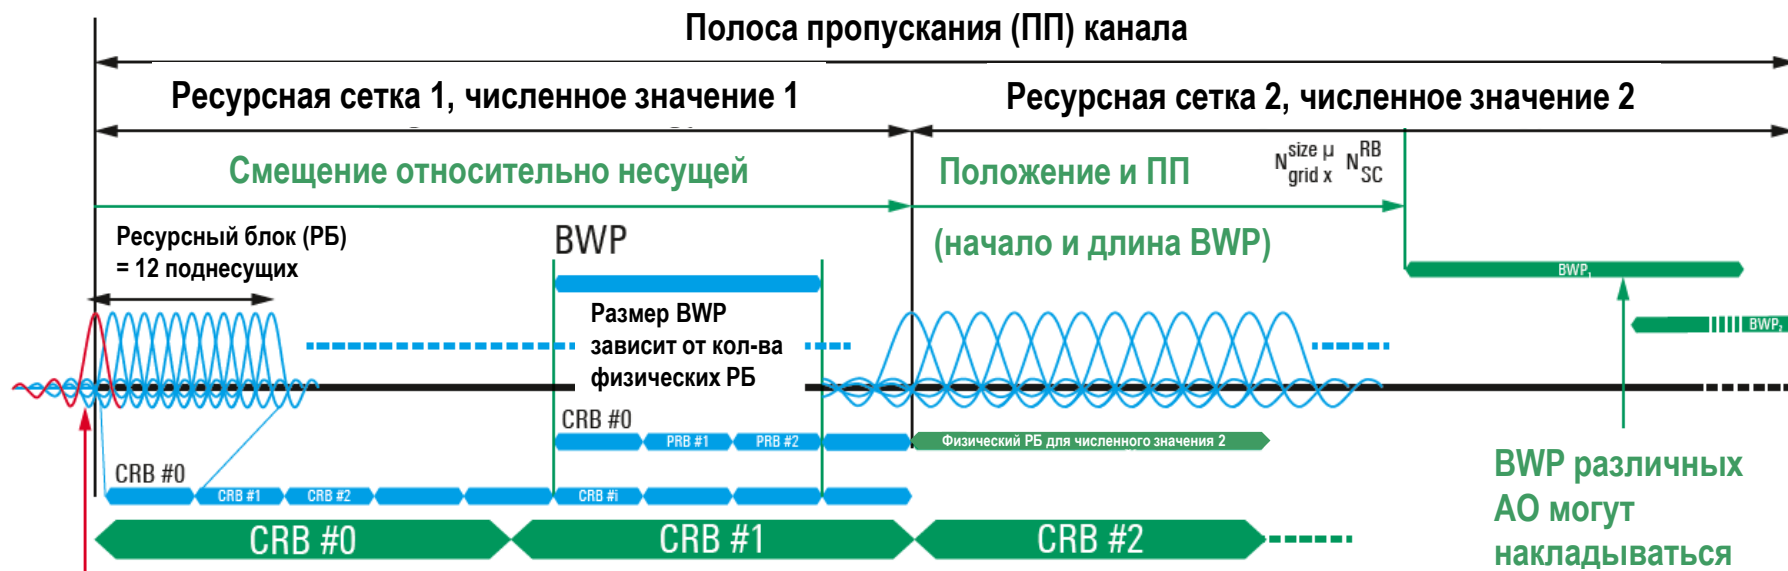 Полоса пропускания (ПП) канала
Ресурсная сетка 1, численное значение 1
Ресурсная сетка 2, численное значение 2
Смещение относительно несущей
Положение и ПП
N size μ grid x N RB SC
(начало и длина BWP)
Ресурсный блок (РБ)
= 12 поднесущих
BWP
BWP₁
Размер BWP
зависит от кол-ва
физических РБ
BWP₂
CRB #0
PRB #1
PRB #2
Физический РБ для численного значения 2
CRB #0
CRB #1
CRB #2
CRB #i
CRB #0
CRB #1
CRB #2
BWP различных
АО могут
накладываться